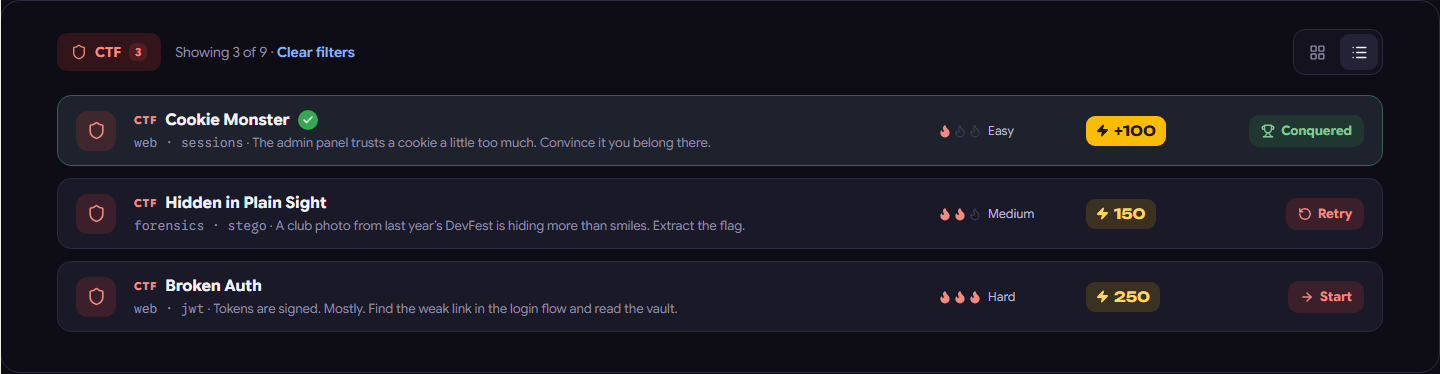 CTF 3 Showing 3 of 9 · Clear filters
CTF Cookie Monster
web · sessions · The admin panel trusts a cookie a little too much. Convince it you belong there.
Easy
+100
Conquered
CTF Hidden in Plain Sight
forensics · stego · A club photo from last year's DevFest is hiding more than smiles. Extract the flag.
Medium
150
Retry
CTF Broken Auth
web · jwt · Tokens are signed. Mostly. Find the weak link in the login flow and read the vault.
Hard
250
Start